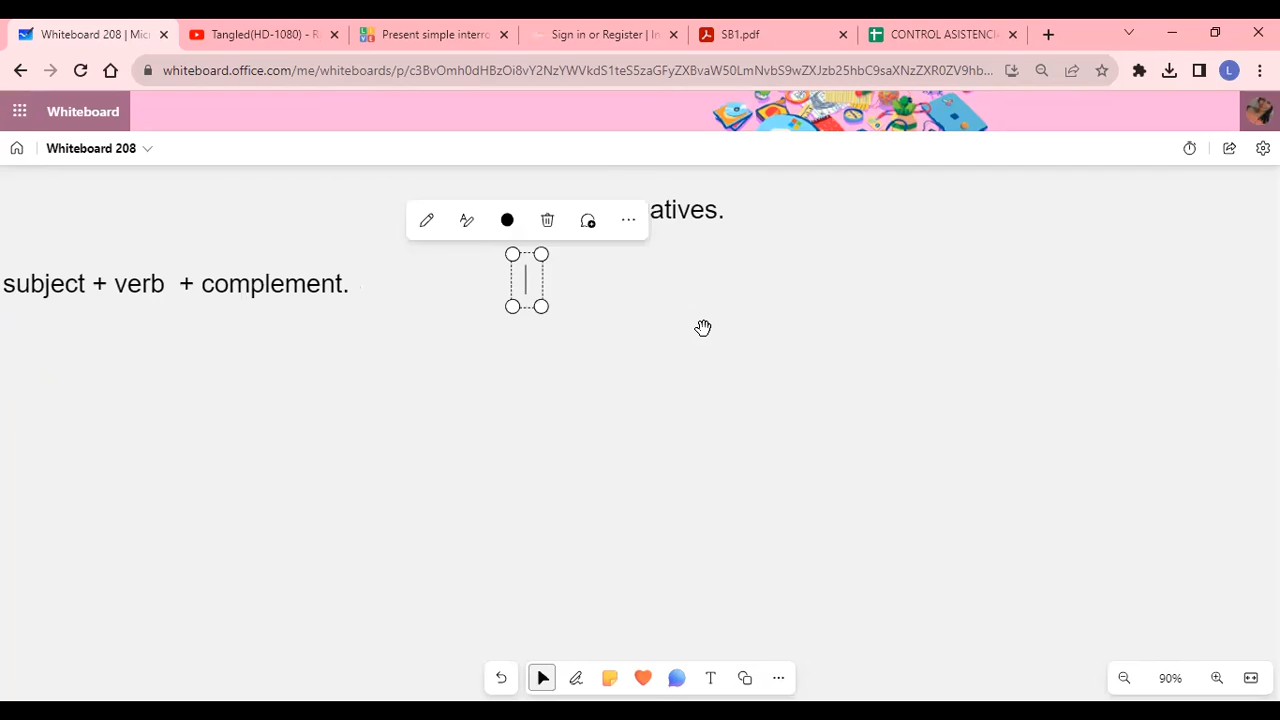 Whiteboard 208 | Mic
Tangled(HD-1080) - R
Present simple interro
Sign in or Register | In
SB1.pdf
CONTROL ASISTENCI
whiteboard.office.com/me/whiteboards/p/c3BvOmh0dHBzOi8vY2NzYWVkdS1teS5zaGFyZXBvaW50LmNvbS9wZXJzb25hbC9saXNzZXR0ZV9hb...
L
Whiteboard
Whiteboard 208
atives.
subject + verb + complement.
T
90%